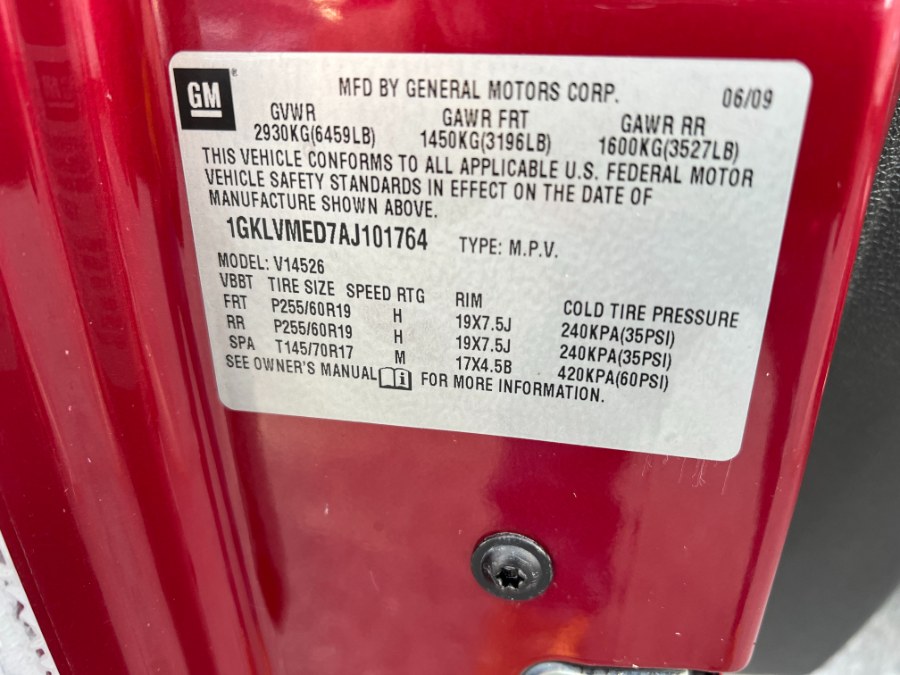 GM
MFD BY GENERAL MOTORS CORP. 06/09
GVWR GAWR FRT GAWR RR
2930KG(6459LB) 1450KG(3196LB) 1600KG(3527LB)
THIS VEHICLE CONFORMS TO ALL APPLICABLE U.S. FEDERAL MOTOR
VEHICLE SAFETY STANDARDS IN EFFECT ON THE DATE OF
MANUFACTURE SHOWN ABOVE.
1GKLVMED7AJ101764 TYPE: M.P.V.
MODEL: V14526
VBBT TIRE SIZE SPEED RTG RIM COLD TIRE PRESSURE
FRT P255/60R19 H 19X7.5J 240KPA(35PSI)
RR P255/60R19 H 19X7.5J 240KPA(35PSI)
SPA T145/70R17 M 17X4.5B 420KPA(60PSI)
SEE OWNER'S MANUAL i FOR MORE INFORMATION.